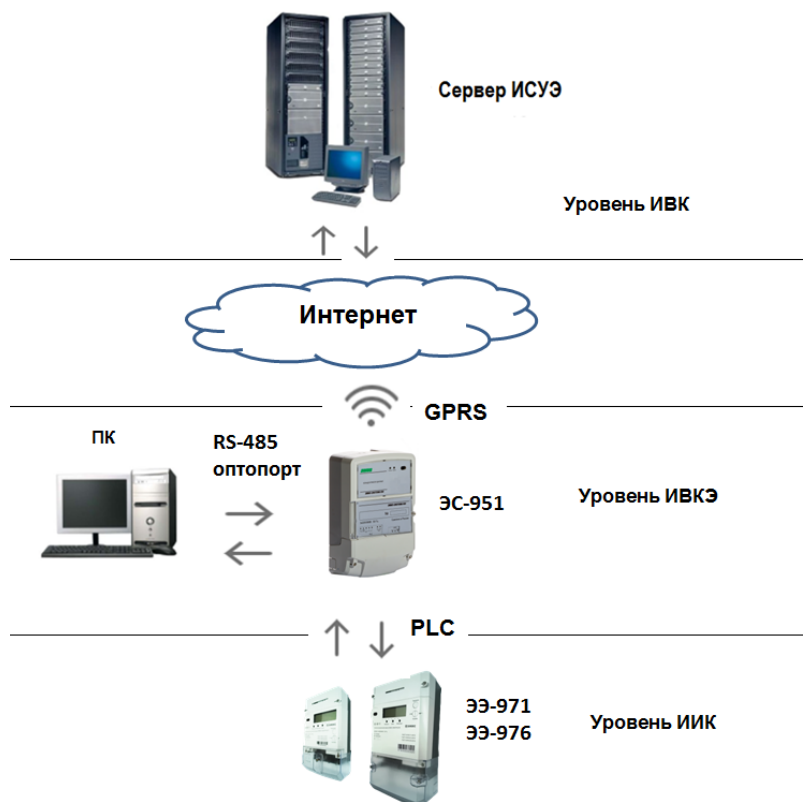 Сервер ИСУЭ
Уровень ИВК
Интернет
GPRS
ПК
RS-485
оптопорт
ЭС-951
Уровень ИВКЭ
PLC
ЭЭ-971
ЭЭ-976
Уровень ИИК